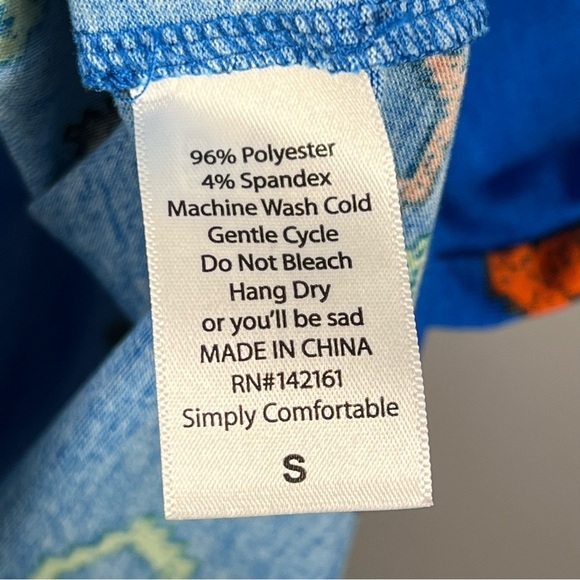 96% Polyester
4% Spandex
Machine Wash Cold
Gentle Cycle
Do Not Bleach
Hang Dry
or you'll be sad
MADE IN CHINA
RN#142161
Simply Comfortable
S